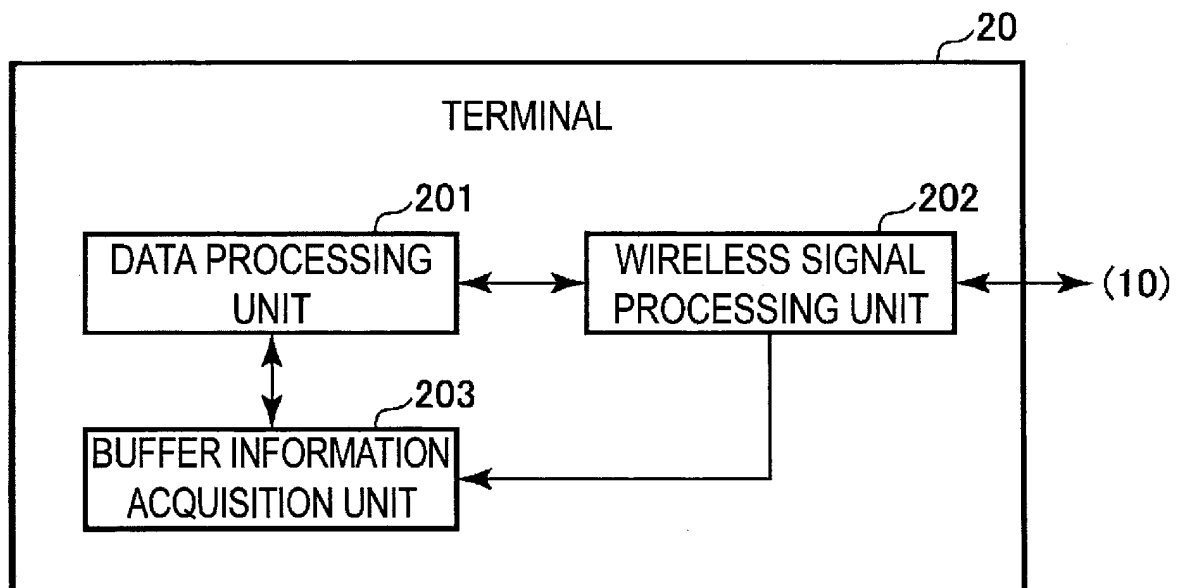 20
TERMINAL
201
202
DATA PROCESSING
UNIT
WIRELESS SIGNAL
PROCESSING UNIT
(10)
203
BUFFER INFORMATION
ACQUISITION UNIT